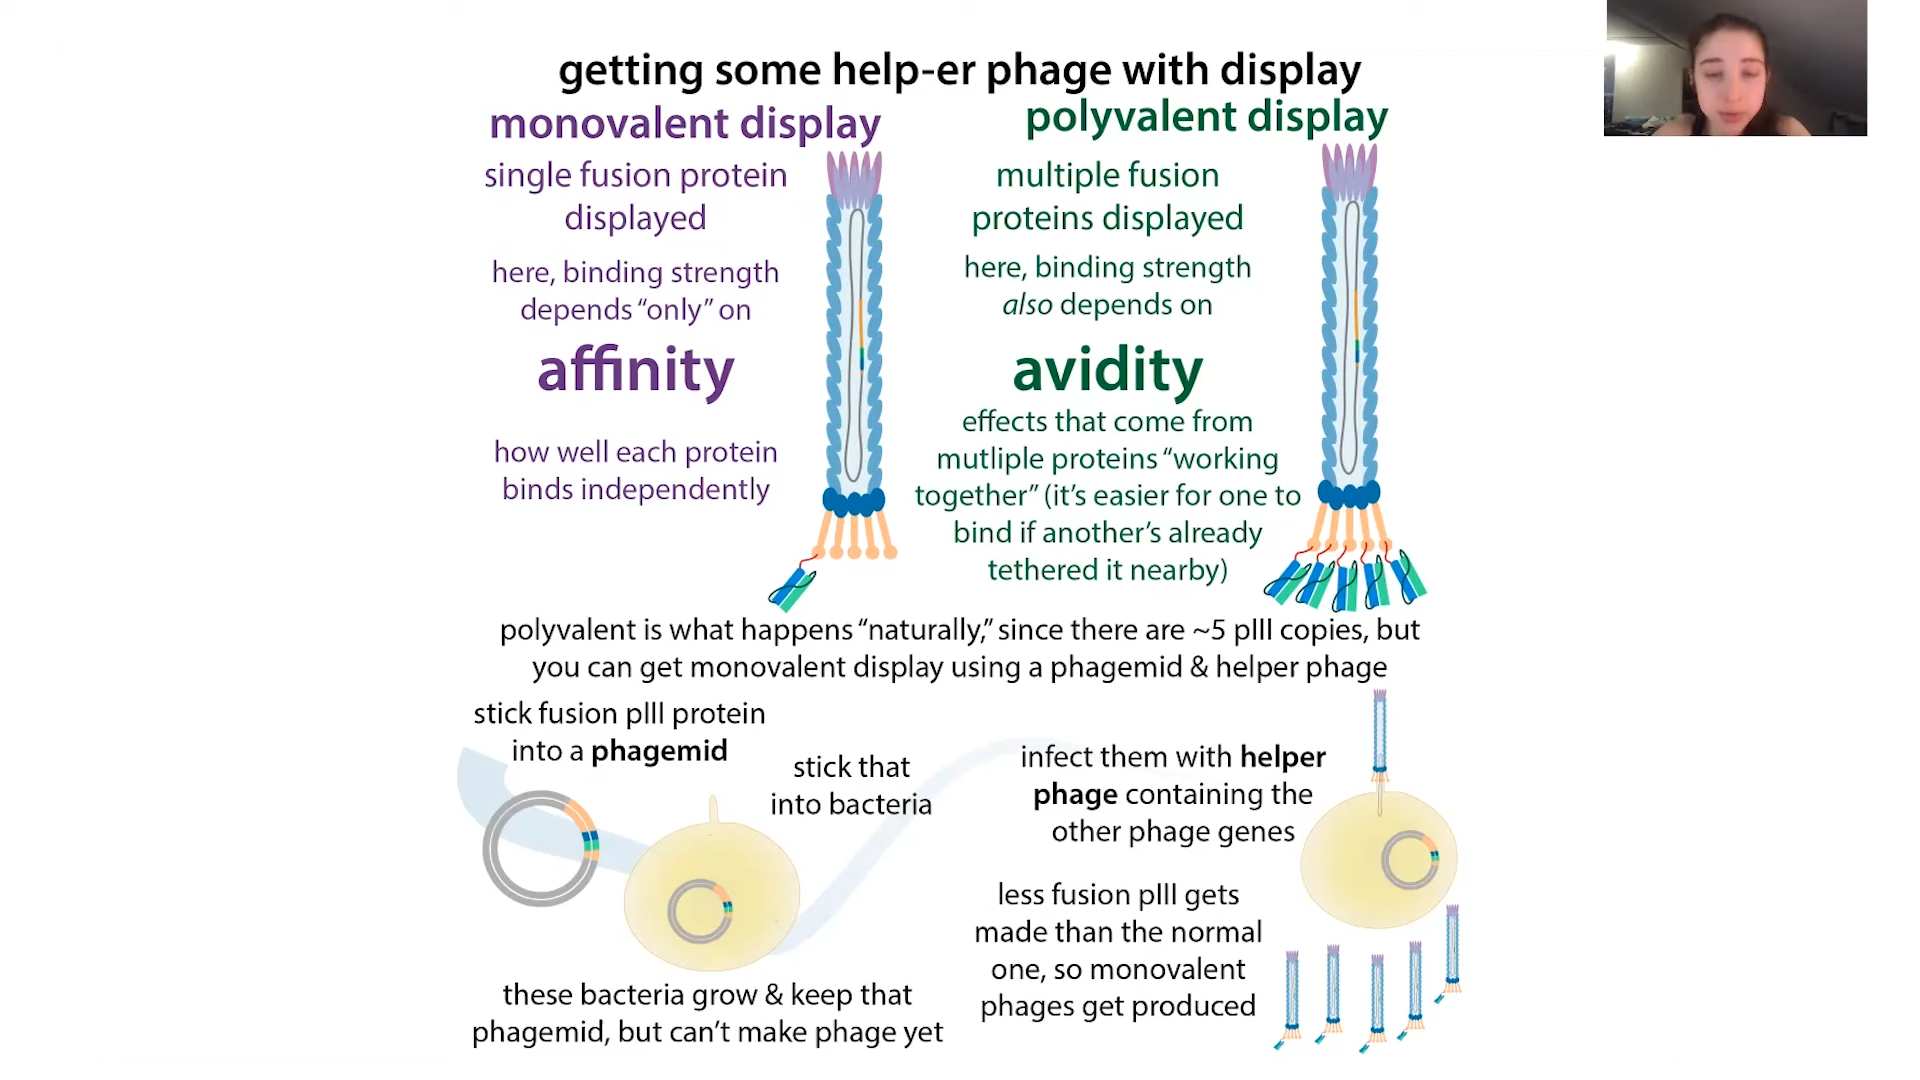 getting some help-er phage with display
monovalent display
single fusion protein
displayed
here, binding strength
depends “only” on
affinity
how well each protein
binds independently
polyvalent display
multiple fusion
proteins displayed
here, binding strength
also depends on
avidity
effects that come from
mutliple proteins “working
together” (it’s easier for one to
bind if another’s already
tethered it nearby)
polyvalent is what happens “naturally,” since there are ~5 pIII copies, but
you can get monovalent display using a phagemid & helper phage
stick fusion pIII protein
into a phagemid
stick that
into bacteria
these bacteria grow & keep that
phagemid, but can’t make phage yet
infect them with helper
phage containing the
other phage genes
less fusion pIII gets
made than the normal
one, so monovalent
phages get produced